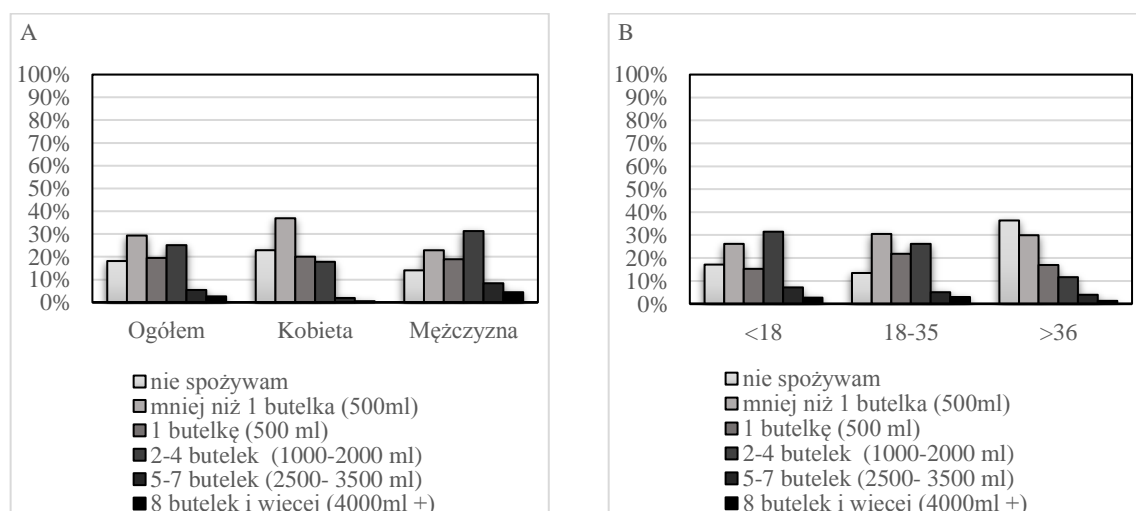 A
100%
90%
80%
70%
60%
50%
40%
30%
20%
10%
0%
Ogółem Kobieta Mężczyzna
nie spożywam
mniej niż 1 butelka (500ml)
1 butelkę (500 ml)
2-4 butelek (1000-2000 ml)
5-7 butelek (2500- 3500 ml)
8 butelek i więcej (4000ml +)
B
100%
90%
80%
70%
60%
50%
40%
30%
20%
10%
0%
<18 18-35 >36
nie spożywam
mniej niż 1 butelka (500ml)
1 butelkę (500 ml)
2-4 butelek (1000-2000 ml)
5-7 butelek (2500- 3500 ml)
8 butelek i więcej (4000ml +)